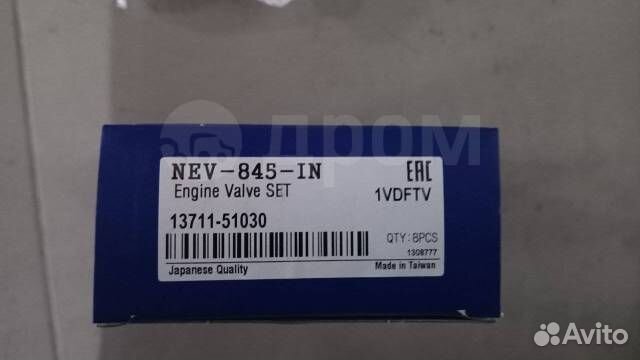 дром
NEV-845-IN
EAC
Engine Valve SET
1VDFTV
13711-51030
QTY: 8PCS
1308777
Japanese Quality
Made in Taiwan
Avito